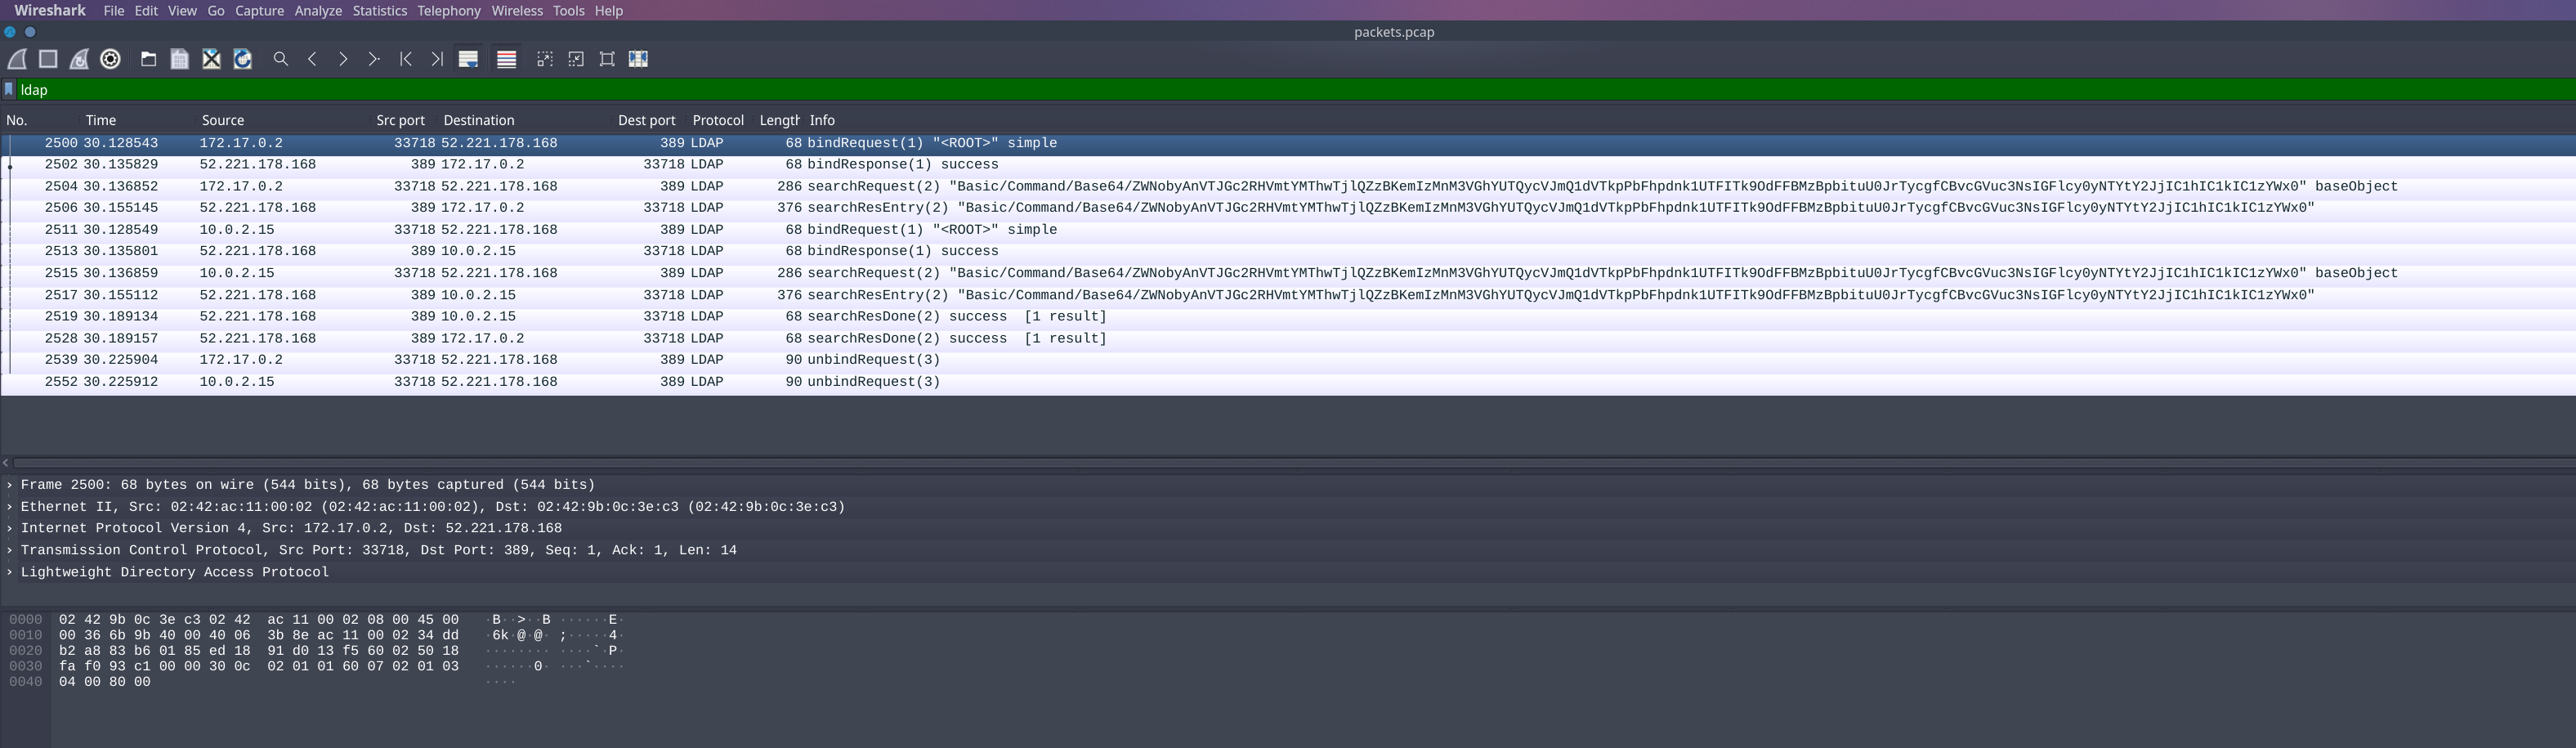 Wireshark File Edit View Go Capture Analyze Statistics Telephony Wireless Tools Help
packets.pcap
ldap
No. Time Source Src port Destination Dest port Protocol Length Info
2500 30.128543 172.17.0.2 33718 52.221.178.168 389 LDAP 68 bindRequest(1) "<ROOT>" simple
2502 30.135829 52.221.178.168 389 172.17.0.2 33718 LDAP 68 bindResponse(1) success
2504 30.136852 172.17.0.2 33718 52.221.178.168 389 LDAP 286 searchRequest(2) "Basic/Command/Base64/ZWNobyAnVTJGc2RHVmtYMThwTjlQZzBKemIzMnM3VGhYUTQycVJmQ1dVTkpPbFhpdnk1UTFITk9OdFFBMzBpbituU0JrTycgfCBvcGVuc3NsIGFlcy0yNTYtY2JjIC1hIC1kIC1zYWx0" baseObject
2506 30.155145 52.221.178.168 389 172.17.0.2 33718 LDAP 376 searchResEntry(2) "Basic/Command/Base64/ZWNobyAnVTJGc2RHVmtYMThwTjlQZzBKemIzMnM3VGhYUTQycVJmQ1dVTkpPbFhpdnk1UTFITk9OdFFBMzBpbituU0JrTycgfCBvcGVuc3NsIGFlcy0yNTYtY2JjIC1hIC1kIC1zYWx0"
2511 30.128549 10.0.2.15 33718 52.221.178.168 389 LDAP 68 bindRequest(1) "<ROOT>" simple
2513 30.135801 52.221.178.168 389 10.0.2.15 33718 LDAP 68 bindResponse(1) success
2515 30.136859 10.0.2.15 33718 52.221.178.168 389 LDAP 286 searchRequest(2) "Basic/Command/Base64/ZWNobyAnVTJGc2RHVmtYMThwTjlQZzBKemIzMnM3VGhYUTQycVJmQ1dVTkpPbFhpdnk1UTFITk9OdFFBMzBpbituU0JrTycgfCBvcGVuc3NsIGFlcy0yNTYtY2JjIC1hIC1kIC1zYWx0" baseObject
2517 30.155112 52.221.178.168 389 10.0.2.15 33718 LDAP 376 searchResEntry(2) "Basic/Command/Base64/ZWNobyAnVTJGc2RHVmtYMThwTjlQZzBKemIzMnM3VGhYUTQycVJmQ1dVTkpPbFhpdnk1UTFITk9OdFFBMzBpbituU0JrTycgfCBvcGVuc3NsIGFlcy0yNTYtY2JjIC1hIC1kIC1zYWx0"
2519 30.189134 52.221.178.168 389 10.0.2.15 33718 LDAP 68 searchResDone(2) success [1 result]
2528 30.189157 52.221.178.168 389 172.17.0.2 33718 LDAP 68 searchResDone(2) success [1 result]
2539 30.225904 172.17.0.2 33718 52.221.178.168 389 LDAP 90 unbindRequest(3)
2552 30.225912 10.0.2.15 33718 52.221.178.168 389 LDAP 90 unbindRequest(3)
Frame 2500: 68 bytes on wire (544 bits), 68 bytes captured (544 bits)
Ethernet II, Src: 02:42:ac:11:00:02 (02:42:ac:11:00:02), Dst: 02:42:9b:0c:3e:c3 (02:42:9b:0c:3e:c3)
Internet Protocol Version 4, Src: 172.17.0.2, Dst: 52.221.178.168
Transmission Control Protocol, Src Port: 33718, Dst Port: 389, Seq: 1, Ack: 1, Len: 14
Lightweight Directory Access Protocol
0000 02 42 9b 0c 3e c3 02 42 ac 11 00 02 08 00 45 00 ·B··>··B ······E·
0010 00 36 6b 9b 40 00 40 06 3b 8e ac 11 00 02 34 dd ·6k·@·@· ;·····4·
0020 b2 a8 83 b6 01 85 ed 18 91 d0 13 f5 60 02 50 18 ········ ····`·P·
0030 fa f0 93 c1 00 00 30 0c 02 01 01 60 07 02 01 03 ······0· ···`····
0040 04 00 80 00 ····